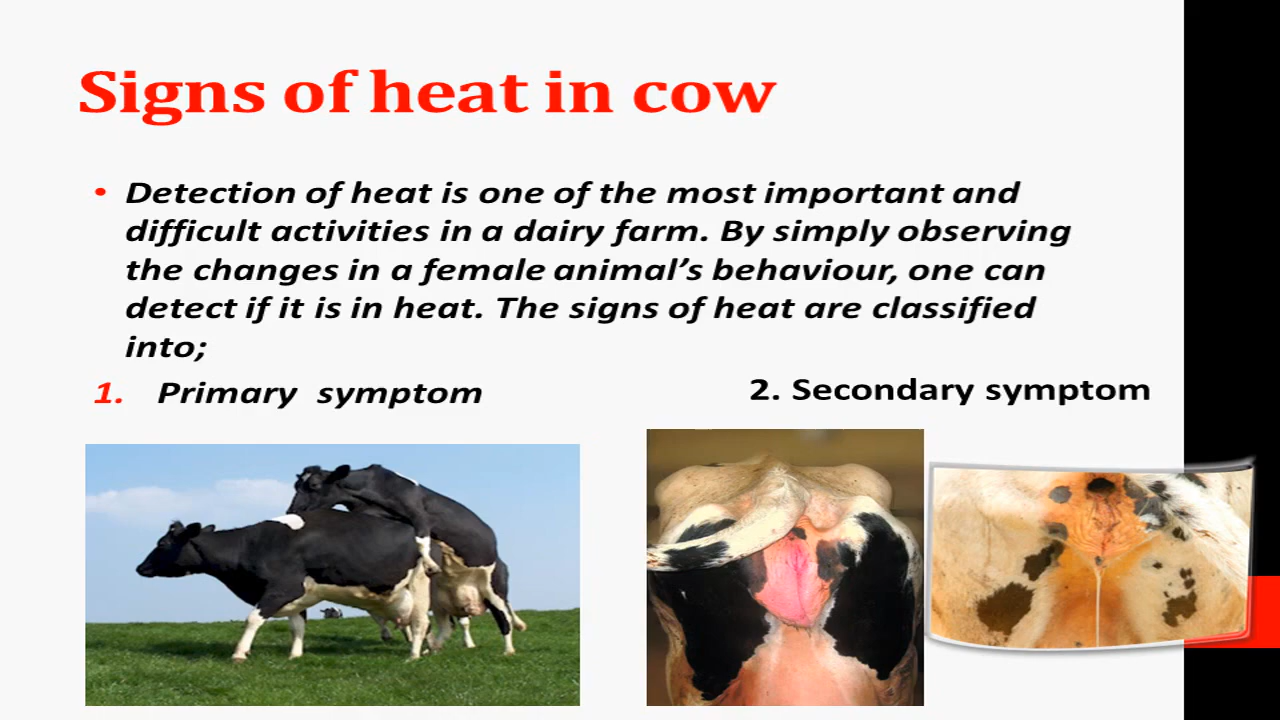 Signs of heat in cow
• Detection of heat is one of the most important and
difficult activities in a dairy farm. By simply observing
the changes in a female animal’s behaviour, one can
detect if it is in heat. The signs of heat are classified
into;
1. Primary symptom
2. Secondary symptom